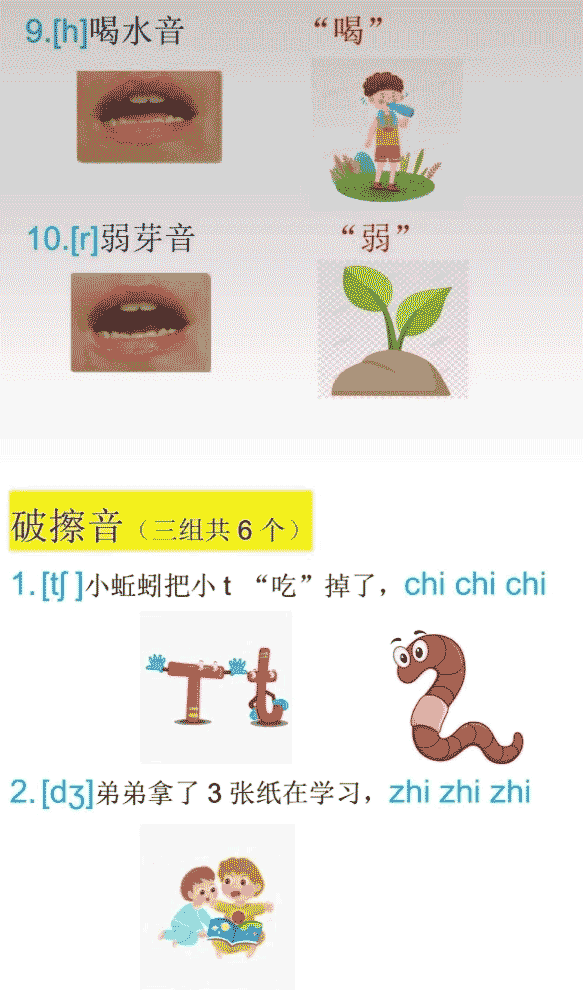 9.[h]喝水音 “喝”
10.[r]弱芽音 “弱”
破擦音（三组共 6 个）
1.[tʃ ]小蚯蚓把小 t “吃”掉了，chi chi chi
T t
2.[dʒ]弟弟拿了 3 张纸在学习，zhi zhi zhi